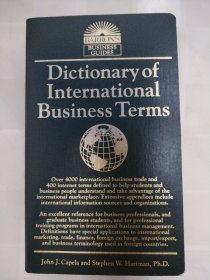 BARRON'S
BUSINESS
GUIDES
Dictionary of
International
Business Terms
Over 4000 international business trade and
400 internet terms defined to help students and
business people understand and take advantage of the
international marketplace. Extensive appendices include
international information sources and organizations.
An excellent reference for business professionals, and
graduate business students, and for professional
training programs in international business management.
Definitions have special applications to international
marketing, trade, finance, foreign exchange, import/export,
and business terminology used in foreign countries.
John J. Capela and Stephen W. Hartman, Ph.D.